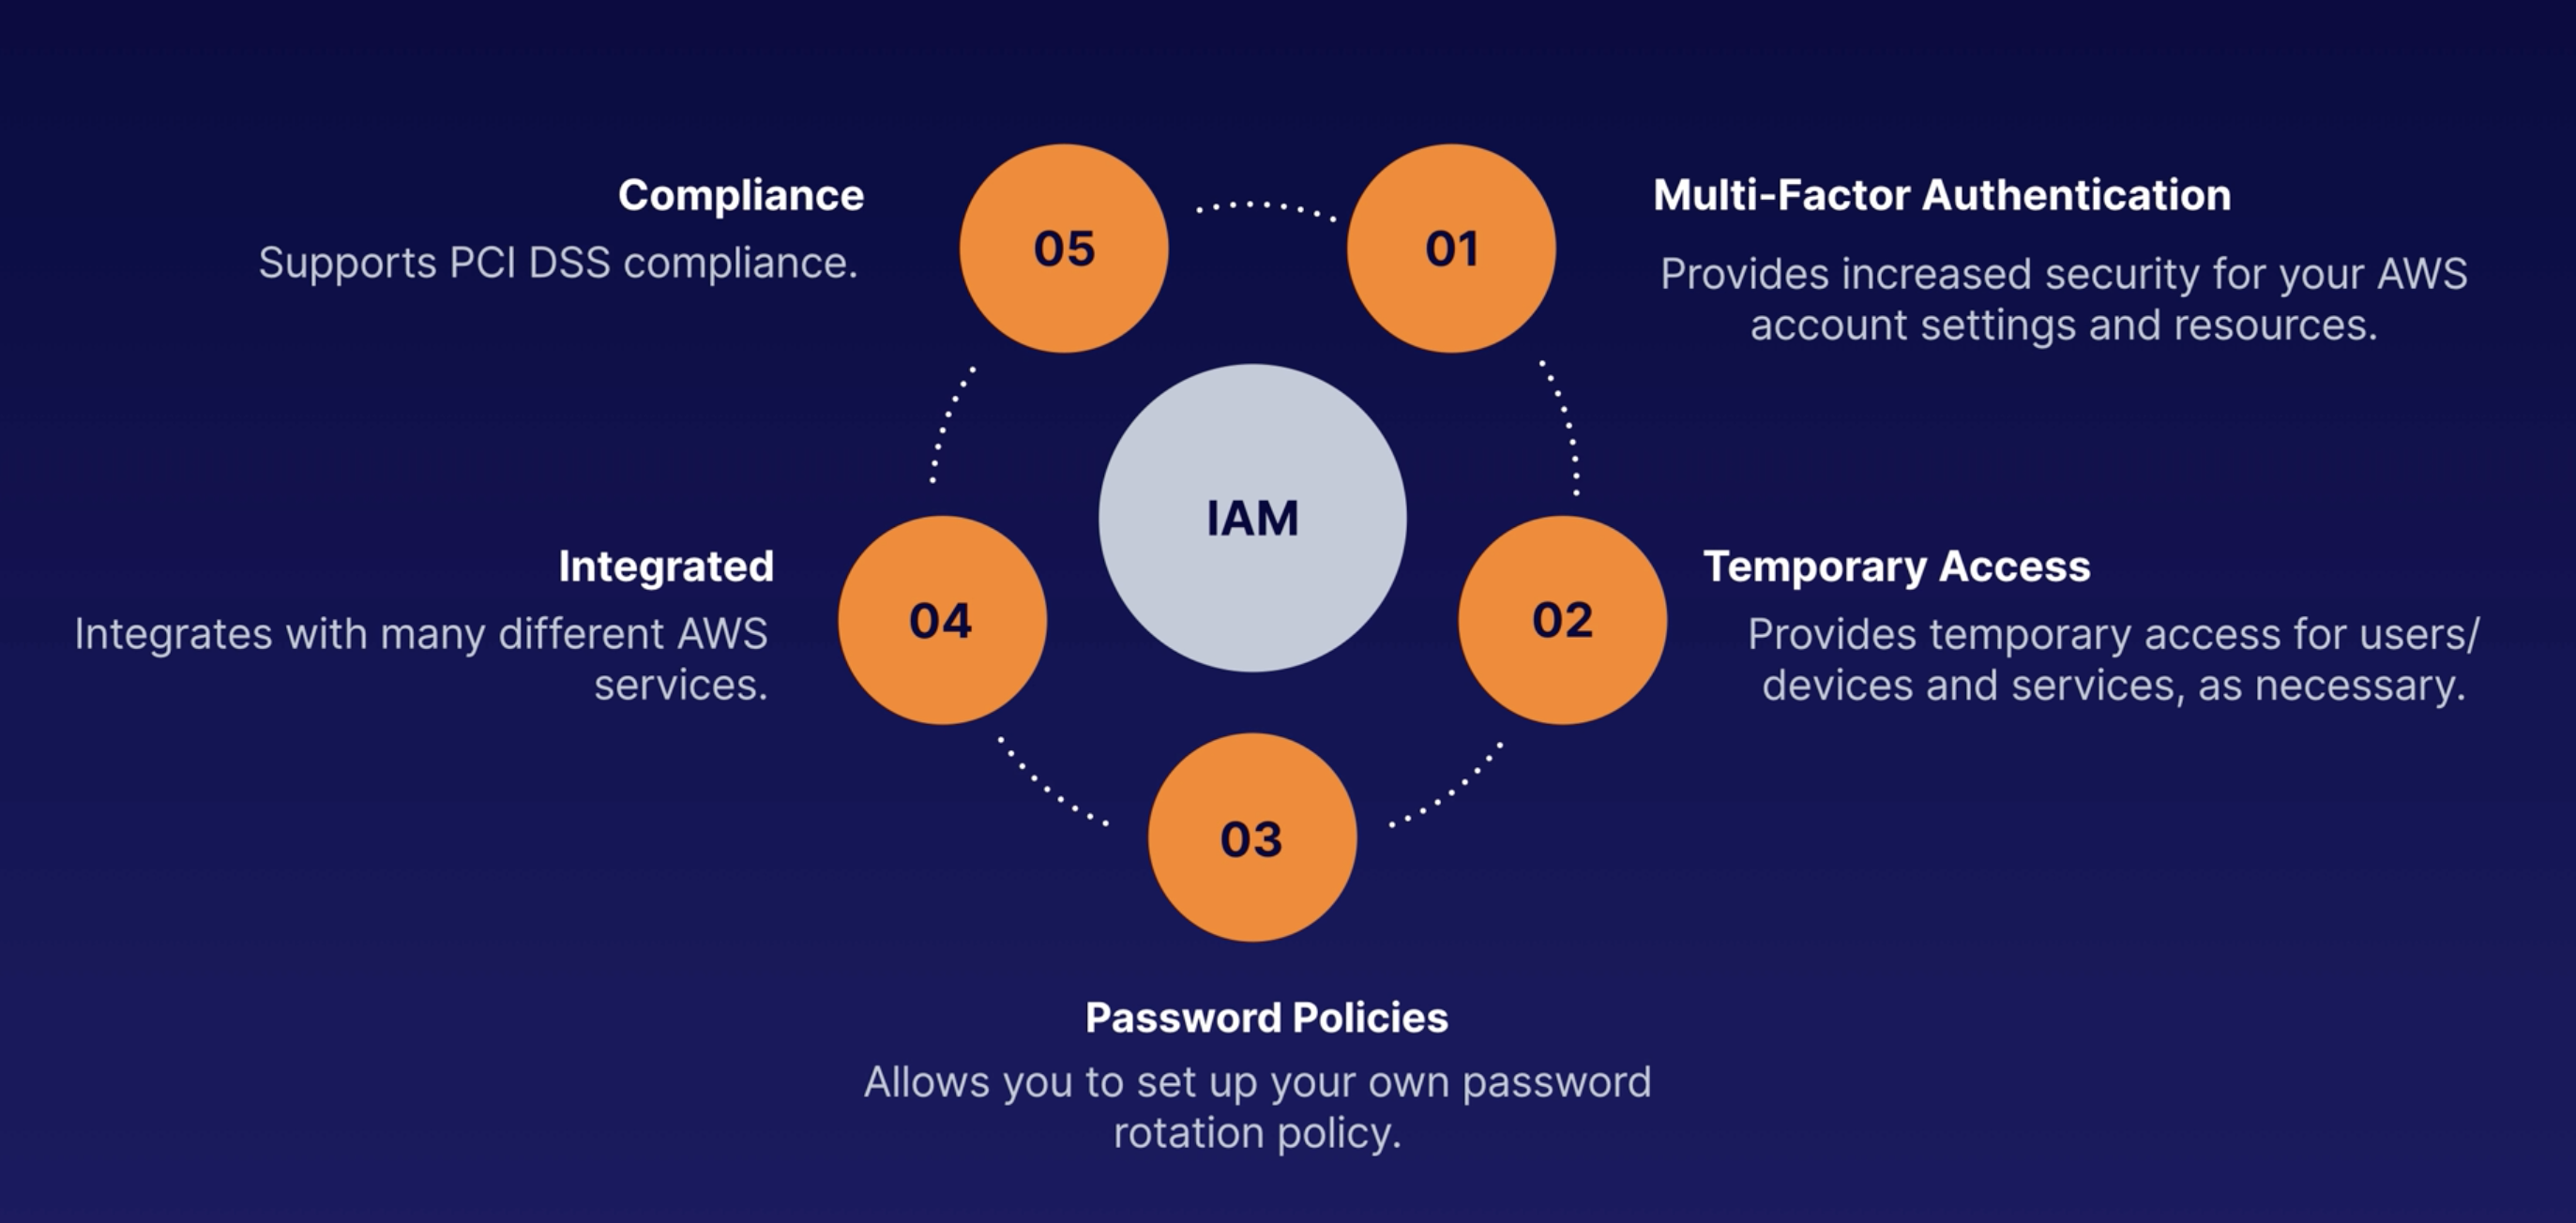 IAM
01
Multi-Factor Authentication
Provides increased security for your AWS
account settings and resources.
02
Temporary Access
Provides temporary access for users/
devices and services, as necessary.
03
Password Policies
Allows you to set up your own password
rotation policy.
04
Integrated
Integrates with many different AWS
services.
05
Compliance
Supports PCI DSS compliance.